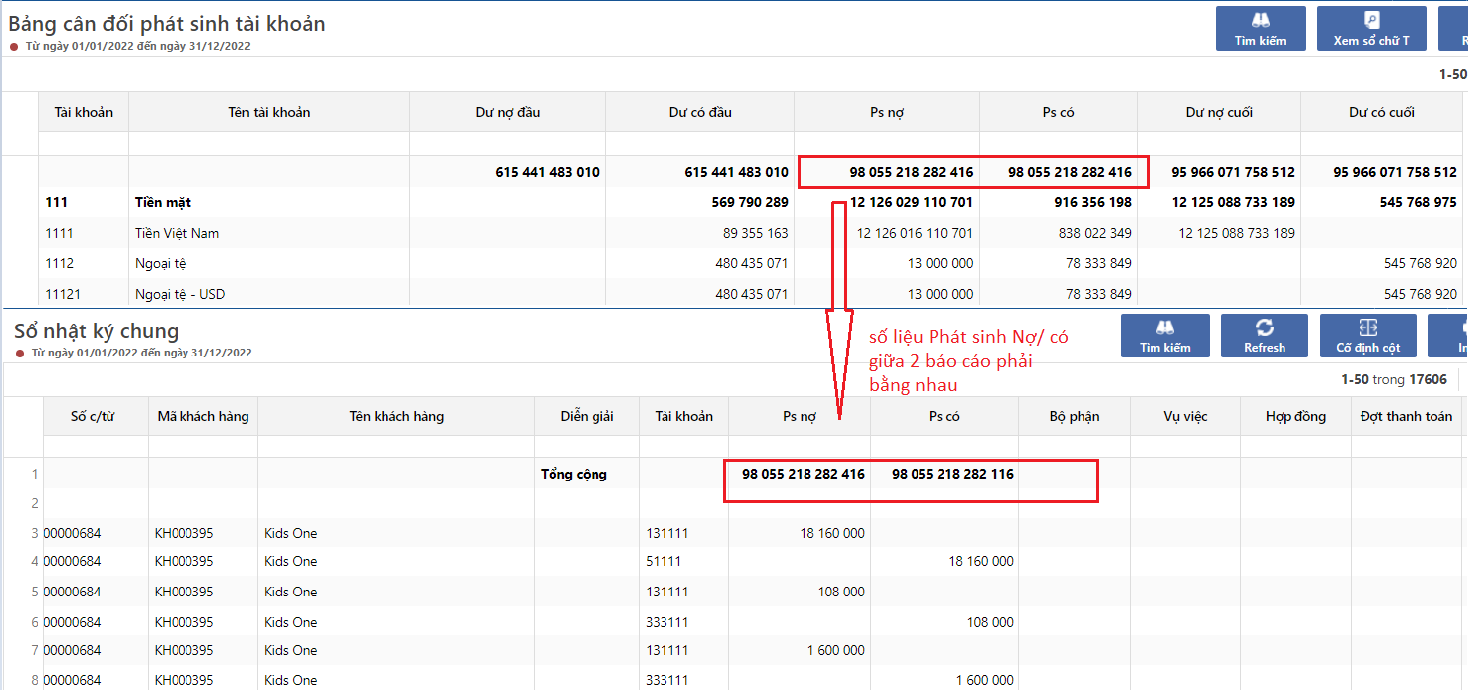 Bảng cân đối phát sinh tài khoản
Từ ngày 01/01/2022 đến ngày 31/12/2022
Tìm kiếm Xem sổ chữ T R
1-50
Tài khoản Tên tài khoản Dư nợ đầu Dư có đầu Ps nợ Ps có Dư nợ cuối Dư có cuối
615 441 483 010 615 441 483 010 98 055 218 282 416 98 055 218 282 416 95 966 071 758 512 95 966 071 758 512
111 Tiền mặt 569 790 289 12 126 029 110 701 916 356 198 12 125 088 733 189 545 768 975
1111 Tiền Việt Nam 89 355 163 12 126 016 110 701 838 022 349 12 125 088 733 189
1112 Ngoại tệ 480 435 071 13 000 000 78 333 849 545 768 920
11121 Ngoại tệ - USD 480 435 071 13 000 000 78 333 849 545 768 920
Sổ nhật ký chung
Từ ngày 01/01/2022 đến ngày 31/12/2022
Tìm kiếm Refresh Cố định cột In
số liệu Phát sinh Nợ/ có
giữa 2 báo cáo phải
bằng nhau
1-50 trong 17606
Số c/từ Mã khách hàng Tên khách hàng Diễn giải Tài khoản Ps nợ Ps có Bộ phận Vụ việc Hợp đồng Đợt thanh toán
1 Tổng cộng 98 055 218 282 416 98 055 218 282 116
2
3 00000684 KH000395 Kids One 131111 18 160 000
4 00000684 KH000395 Kids One 51111 18 160 000
5 00000684 KH000395 Kids One 131111 108 000
6 00000684 KH000395 Kids One 333111 108 000
7 00000684 KH000395 Kids One 131111 1 600 000
8 00000684 KH000395 Kids One 333111 1 600 000